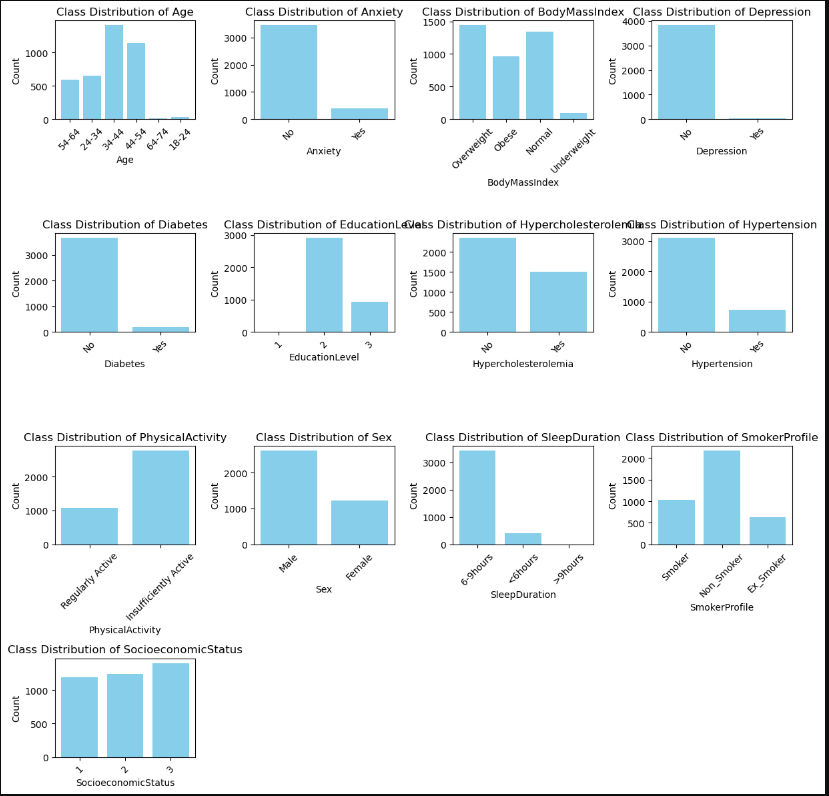 Class Distribution of Age
Count
1000
500
0
54-64
24-34
34-44
44-54
64-74
18-24
Age
Class Distribution of Anxiety
Count
3000
2000
1000
0
No
Yes
Anxiety
Class Distribution of BodyMassIndex
Count
1500
1000
500
0
Overweight
Obese
Normal
Underweight
BodyMassIndex
Class Distribution of Depression
Count
4000
3000
2000
1000
0
No
Yes
Depression
Class Distribution of Diabetes
Count
3000
2000
1000
0
No
Yes
Diabetes
Class Distribution of EducationLevel
Count
3000
2000
1000
0
1
2
3
EducationLevel
Class Distribution of Hypercholesterolemia
Count
2000
1500
1000
500
0
No
Yes
Hypercholesterolemia
Class Distribution of Hypertension
Count
3000
2000
1000
0
No
Yes
Hypertension
Class Distribution of PhysicalActivity
Count
2000
1000
0
Regularly Active
Insufficiently Active
PhysicalActivity
Class Distribution of Sex
Count
2000
1000
0
Male
Female
Sex
Class Distribution of SleepDuration
Count
3000
2000
1000
0
6-9hours
<6hours
>9hours
SleepDuration
Class Distribution of SmokerProfile
Count
2000
1500
1000
500
0
Smoker
Non_Smoker
Ex_Smoker
SmokerProfile
Class Distribution of SocioeconomicStatus
Count
1000
500
0
1
2
3
SocioeconomicStatus